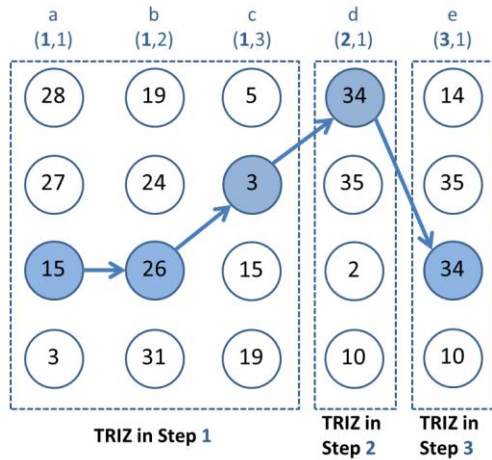 a b c d e
(1,1) (1,2) (1,3) (2,1) (3,1)
28 19 5 34 14
27 24 3 35 35
15 26 15 2 34
3 31 19 10 10
TRIZ in Step 1
TRIZ in
Step 2
TRIZ in
Step 3